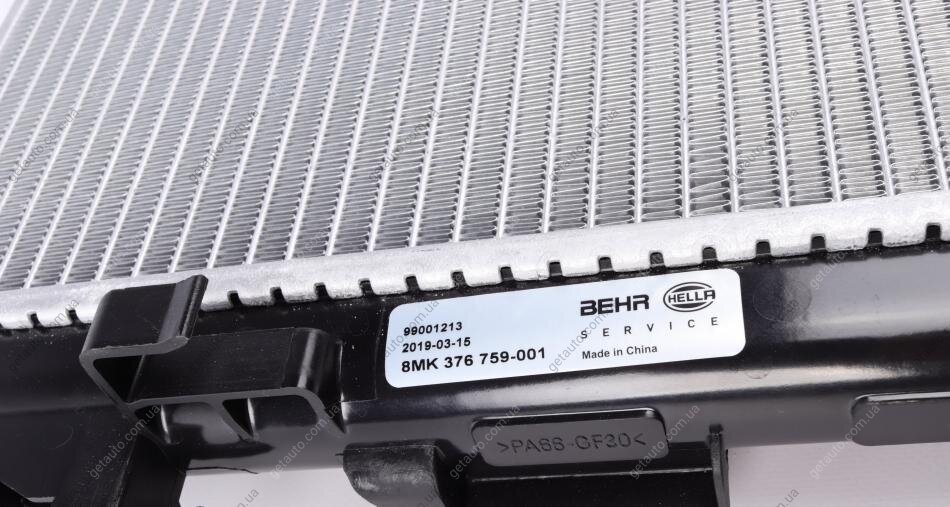 99001213
2019-03-15
8MK 376 759-001
BEHR HELLA
SERVICE
Made in China
>PA66-GF30<
getauto.com.ua